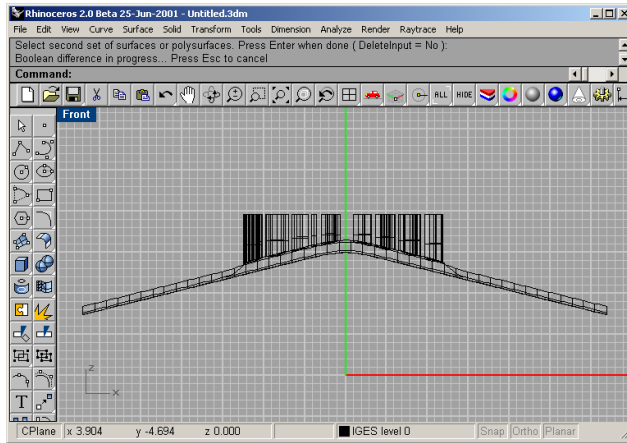 Rhinoceros 2.0 Beta 25-Jun-2001 - Untitled.3dm
File Edit View Curve Surface Solid Transform Tools Dimension Analyze Render Raytrace Help
Select second set of surfaces or polysurfaces. Press Enter when done ( DeleteInput = No ):
Boolean difference in progress... Press Esc to cancel
Command:
ALL HIDE
Front
T
z
x
CPlane x 3.904 y -4.694 z 0.000 IGES level 0 Snap Ortho Planar